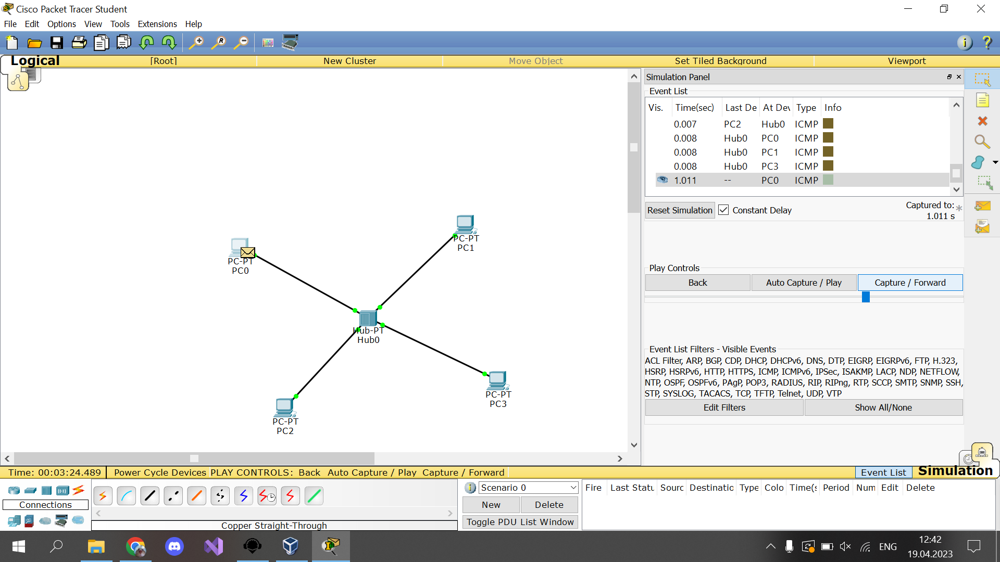 Cisco Packet Tracer Student
File Edit Options View Tools Extensions Help
Logical [Root] New Cluster Move Object Set Tiled Background Viewport
Simulation Panel
Event List
Vis. Time(sec) Last De At Dev Type Info
0.007 PC2 Hub0 ICMP
0.008 Hub0 PC0 ICMP
0.008 Hub0 PC1 ICMP
0.008 Hub0 PC3 ICMP
1.011 -- PC0 ICMP
Reset Simulation Constant Delay
Captured to:
1.011 s
Play Controls
Back Auto Capture / Play Capture / Forward
Event List Filters - Visible Events
ACL Filter, ARP, BGP, CDP, DHCP, DHCPv6, DNS, DTP, EIGRP, EIGRPv6, FTP, H.323,
HSRP, HSRPv6, HTTP, HTTPS, ICMP, ICMPv6, IPSec, ISAKMP, LACP, NDP, NETFLOW,
NTP, OSPF, OSPFv6, PAgP, POP3, RADIUS, RIP, RIPng, RTP, SCCP, SMTP, SNMP, SSH,
STP, SYSLOG, TACACS, TCP, TFTP, Telnet, UDP, VTP
Edit Filters Show All/None
PC-PT
PC1
PC-PT
PC0
Hub-PT
Hub0
PC-PT
PC3
PC-PT
PC2
Time: 00:03:24.489 Power Cycle Devices PLAY CONTROLS: Back Auto Capture / Play Capture / Forward
Event List Simulation
Connections
Copper Straight-Through
Scenario 0
New Delete
Toggle PDU List Window
Fire Last Statu Sourc Destinatic Type Colo Time(s Period Num Edit Delete
ENG
12:42
19.04.2023